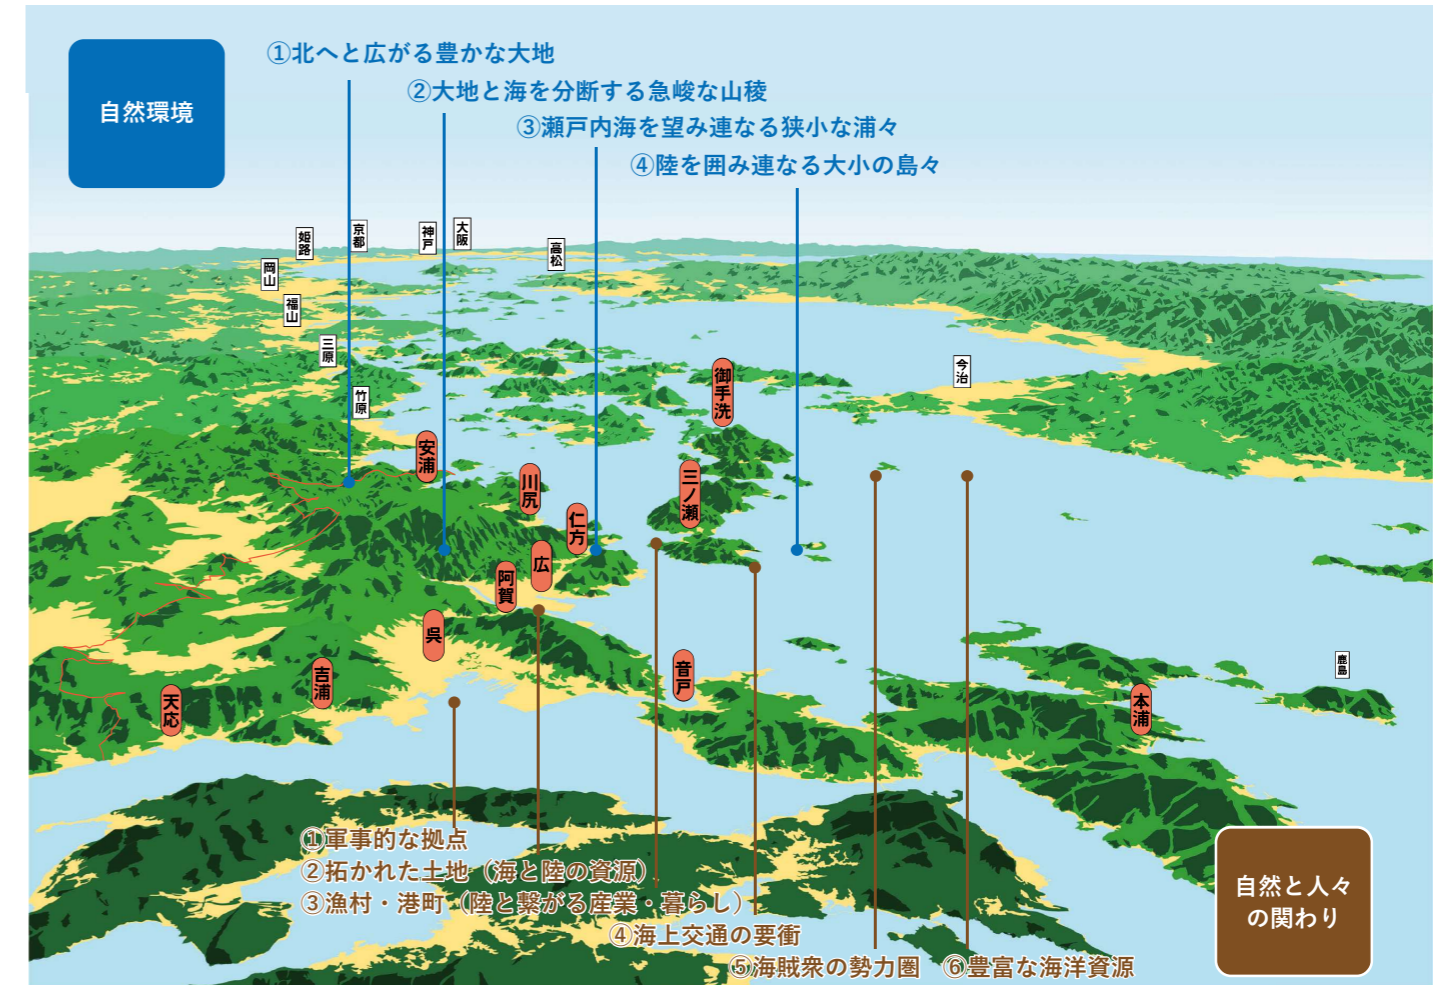 自然環境
①北へと広がる豊かな大地
②大地と海を分断する急峻な山稜
③瀬戸内海を望み連なる狭小な浦々
④陸を囲み連なる大小の島々
姫路
京都
神戸
大阪
高松
岡山
福山
三原
竹原
今治
御手洗
安浦
川尻
三ノ瀬
仁方
広
阿賀
呉
吉浦
天応
音戸
本浦
鹿島
①軍事的な拠点
②拓かれた土地（海と陸の資源）
③漁村・港町（陸と繋がる産業・暮らし）
④海上交通の要衝
⑤海賊衆の勢力圏
⑥豊富な海洋資源
自然と人々
の関わり